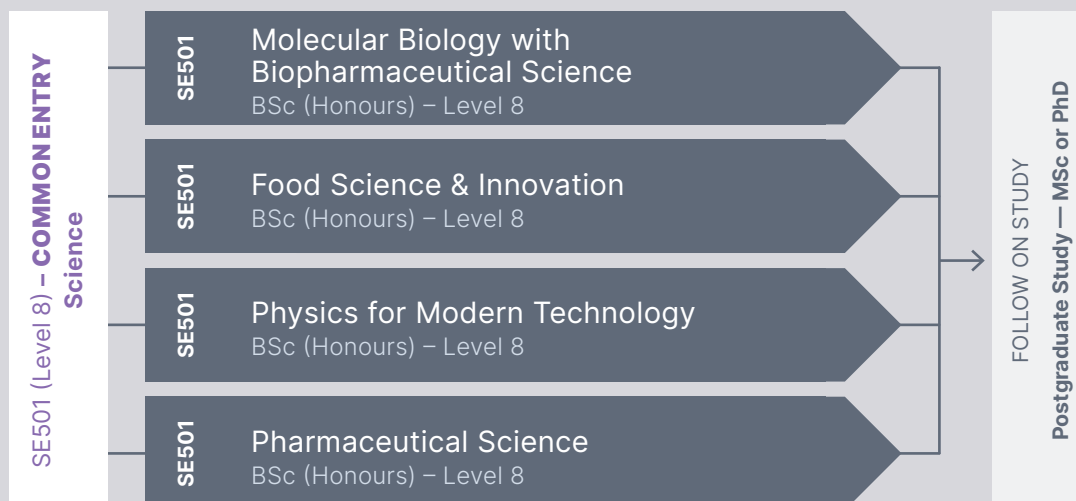 SE501 (Level 8) – COMMON ENTRY
Science
SE501
Molecular Biology with
Biopharmaceutical Science
BSc (Honours) – Level 8
SE501
Food Science & Innovation
BSc (Honours) – Level 8
SE501
Physics for Modern Technology
BSc (Honours) – Level 8
SE501
Pharmaceutical Science
BSc (Honours) – Level 8
FOLLOW ON STUDY
Postgraduate Study — MSc or PhD